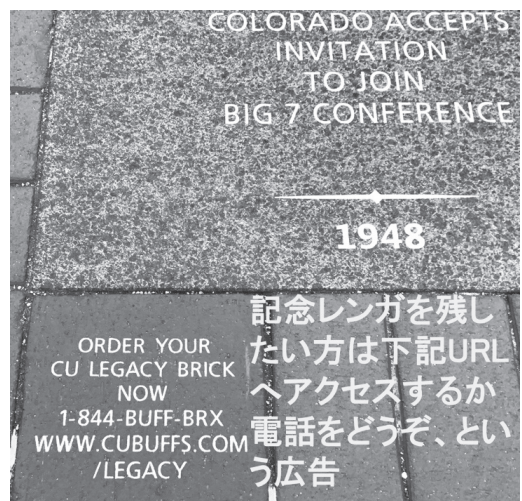 COLORADO ACCEPTS
INVITATION
TO JOIN
BIG 7 CONFERENCE
1948
ORDER YOUR
CU LEGACY BRICK
NOW
1-844-BUFF-BRX
WWW.CUBUFFS.COM
/LEGACY
記念レンガを残し
たい方は下記URL
へアクセスするか
電話をどうぞ、とい
う広告